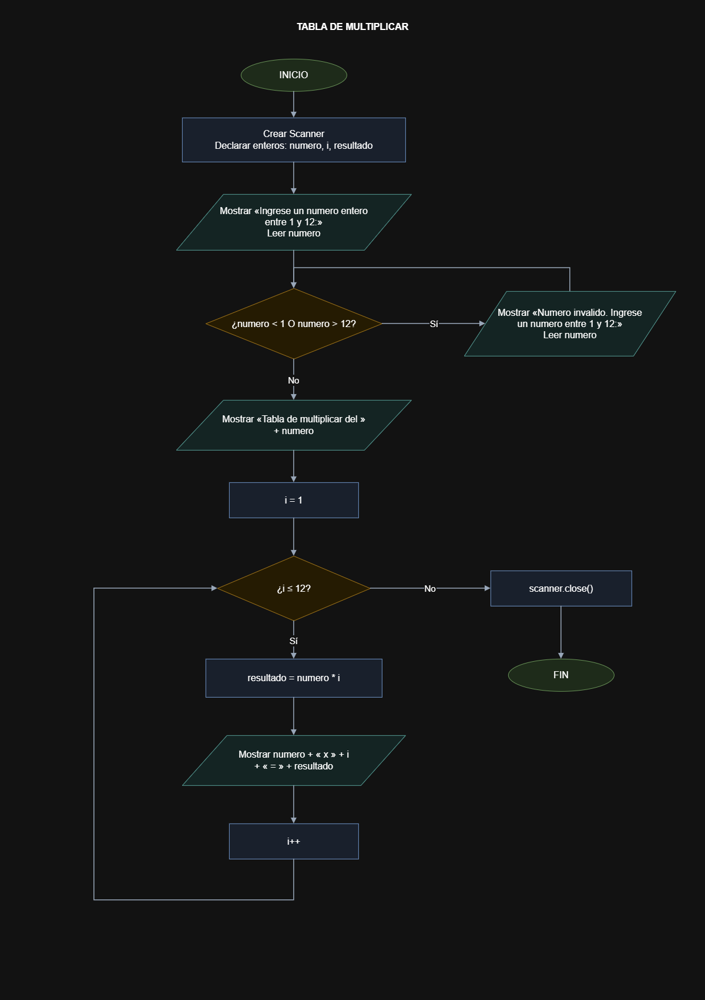 TABLA DE MULTIPLICAR
INICIO
Crear Scanner
Declarar enteros: numero, i, resultado
Mostrar «Ingrese un numero entero
entre 1 y 12:»
Leer numero
¿numero < 1 O numero > 12?
Sí
Mostrar «Numero invalido. Ingrese
un numero entre 1 y 12:»
Leer numero
No
Mostrar «Tabla de multiplicar del »
+ numero
i = 1
¿i ≤ 12?
No
scanner.close()
Sí
resultado = numero * i
FIN
Mostrar numero + « x » + i
+ « = » + resultado
i++